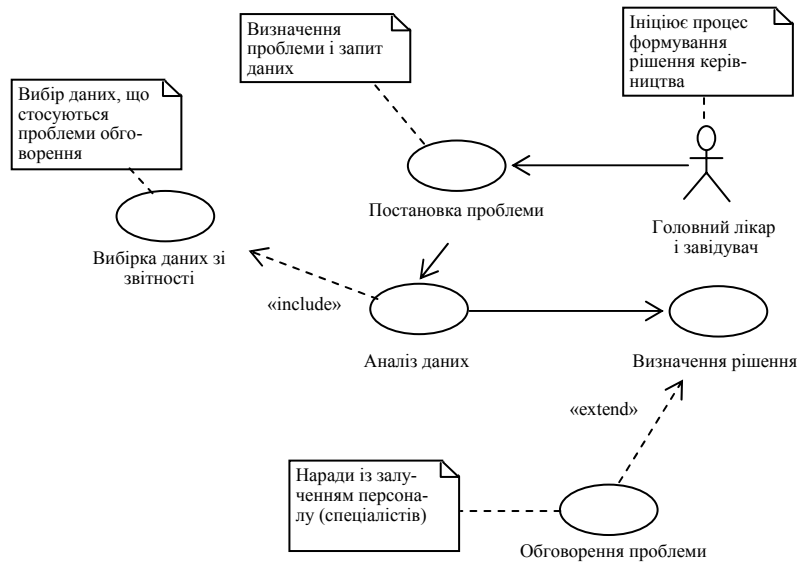 Визначення
проблеми і запит
даних
Ініціює процес
формування
рішення керів-
ництва
Вибір даних, що
стосуються
проблеми обго-
ворення
Постановка проблеми
Головний лікар
і завідувач
Вибірка даних зі
звітності
«include»
Аналіз даних
Визначення рішення
«extend»
Наради із залу-
ченням персона-
лу (спеціалістів)
Обговорення проблеми